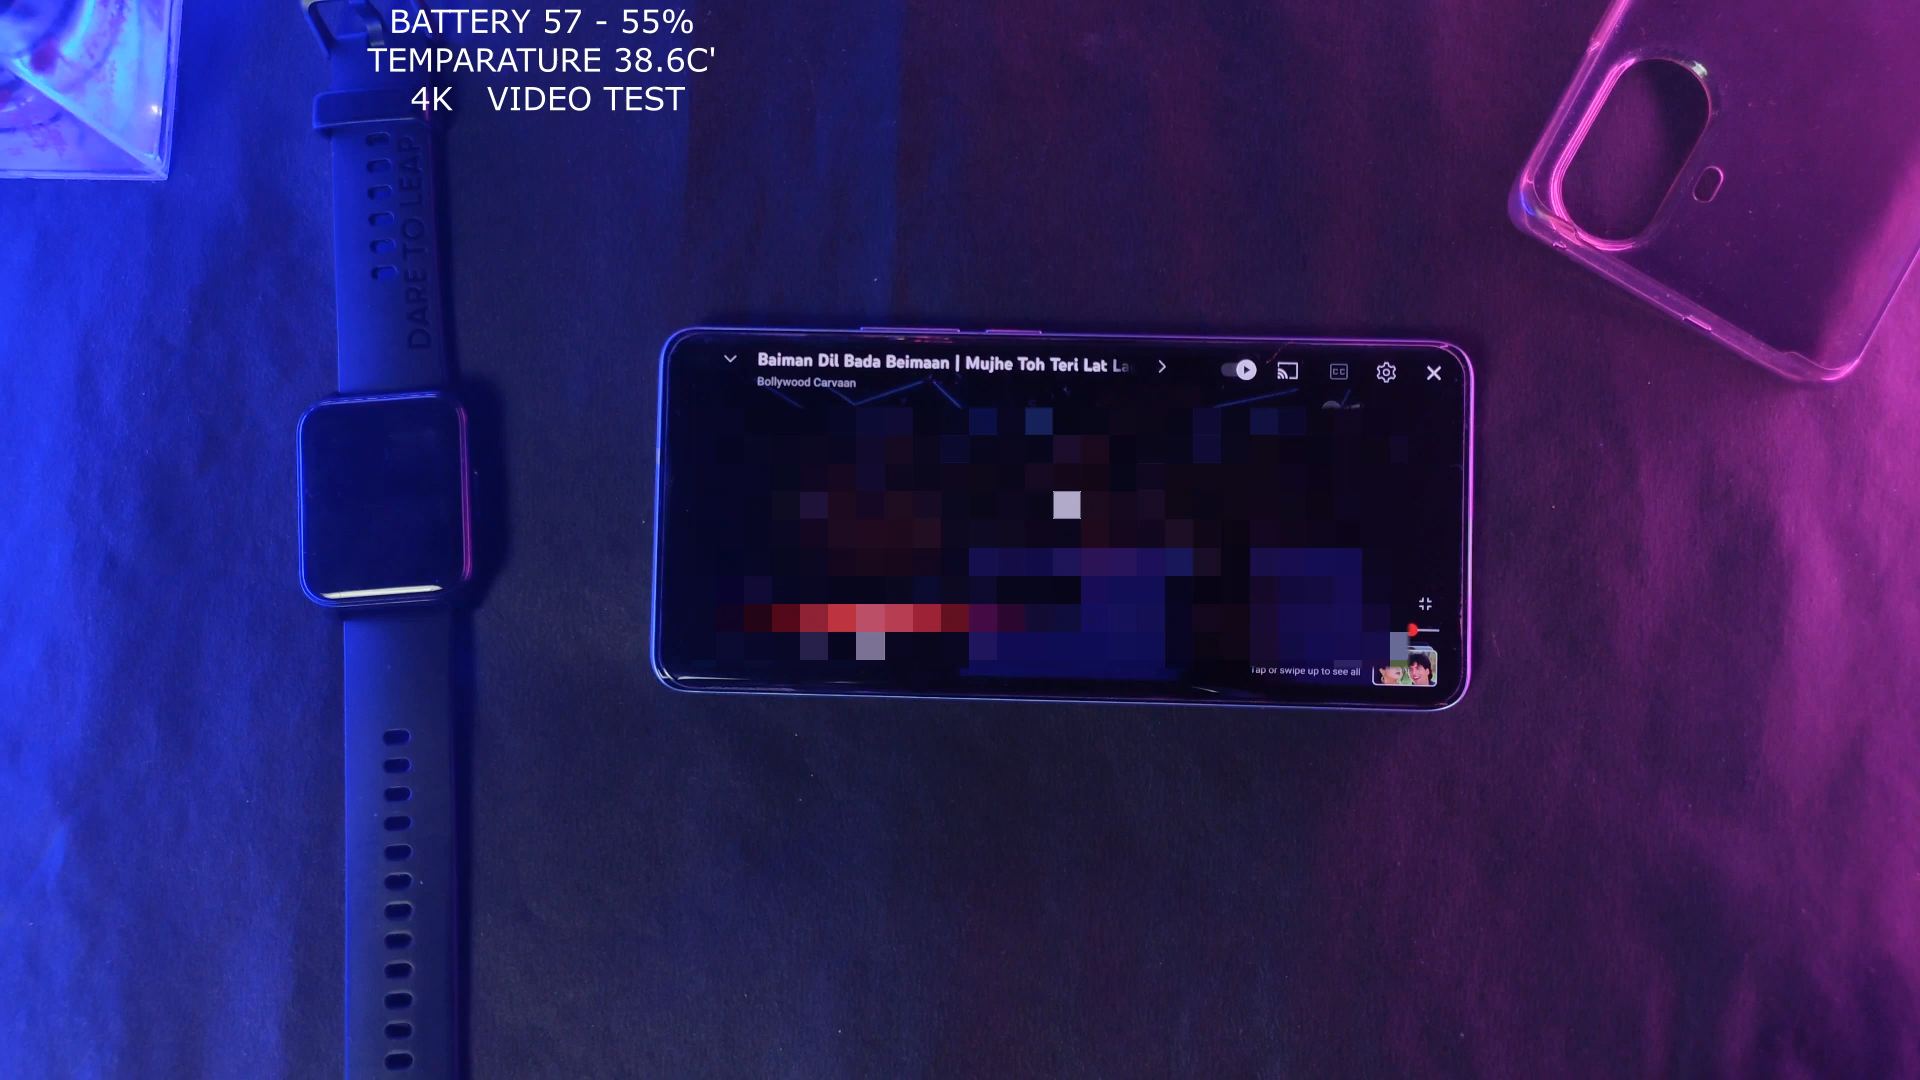 BATTERY 57 - 55%
TEMPARATURE 38.6C'
4K VIDEO TEST
DARE TO LEAP
Baiman Dil Bada Beimaan | Mujhe Toh Teri Lat La
Bollywood Carvaan
CC
Tap or swipe up to see all